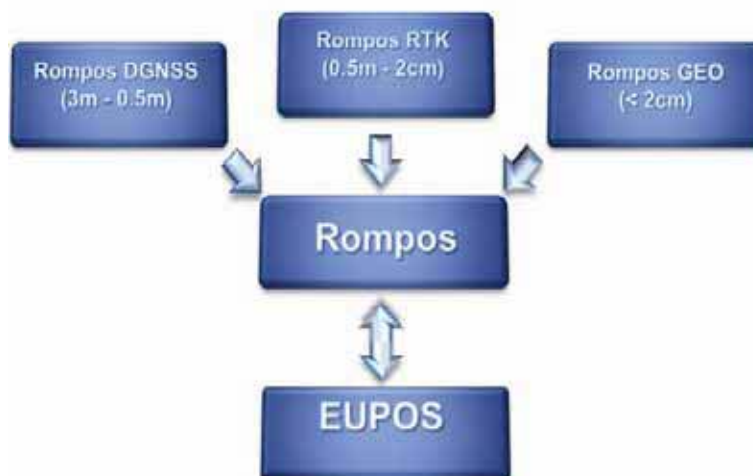 Rompos DGNSS
(3m - 0.5m)
Rompos RTK
(0.5m - 2cm)
Rompos GEO
(< 2cm)
Rompos
EUPOS